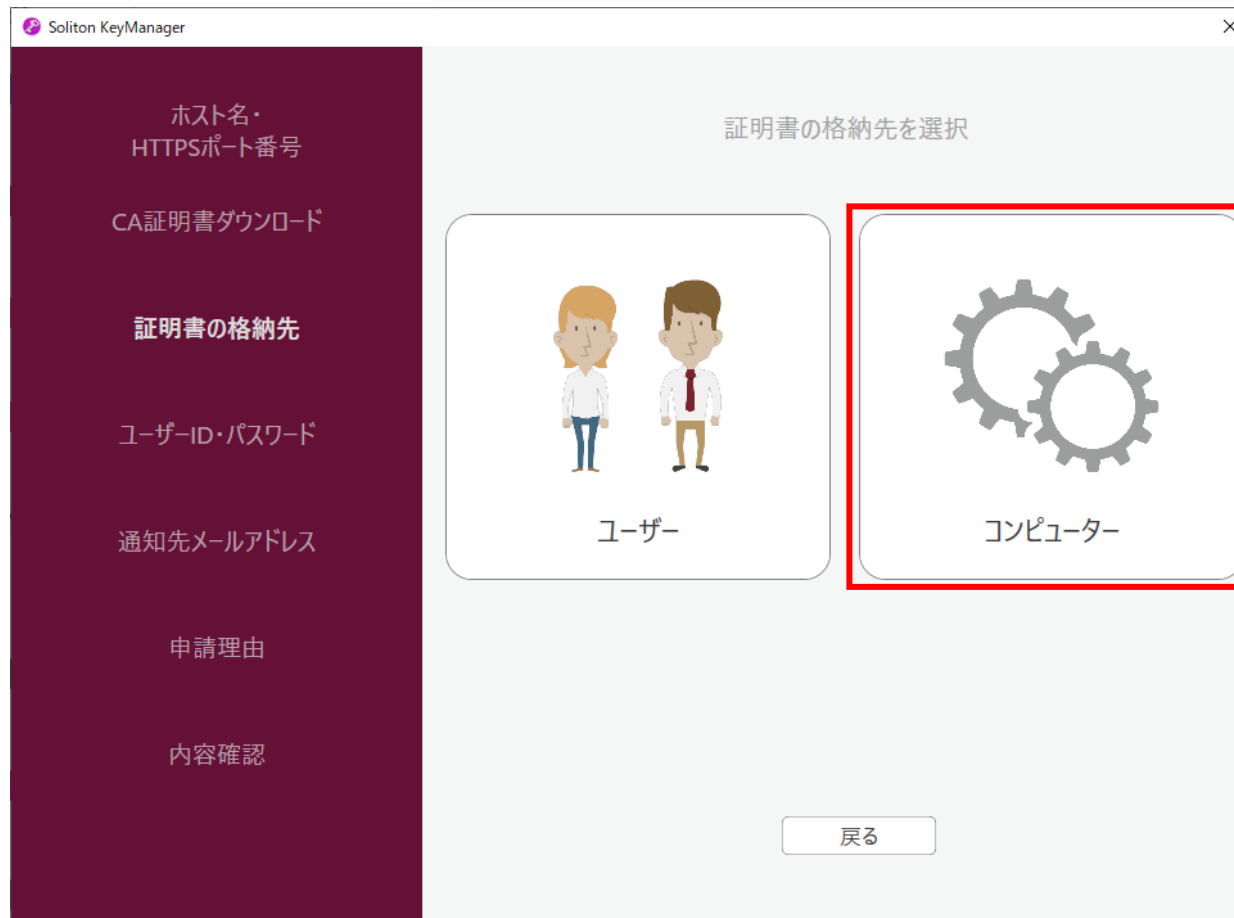 Soliton KeyManager
ホスト名・
HTTPSポート番号
CA証明書ダウンロード
証明書の格納先
ユーザーID・パスワード
通知先メールアドレス
申請理由
内容確認
証明書の格納先を選択
ユーザー
コンピューター
戻る